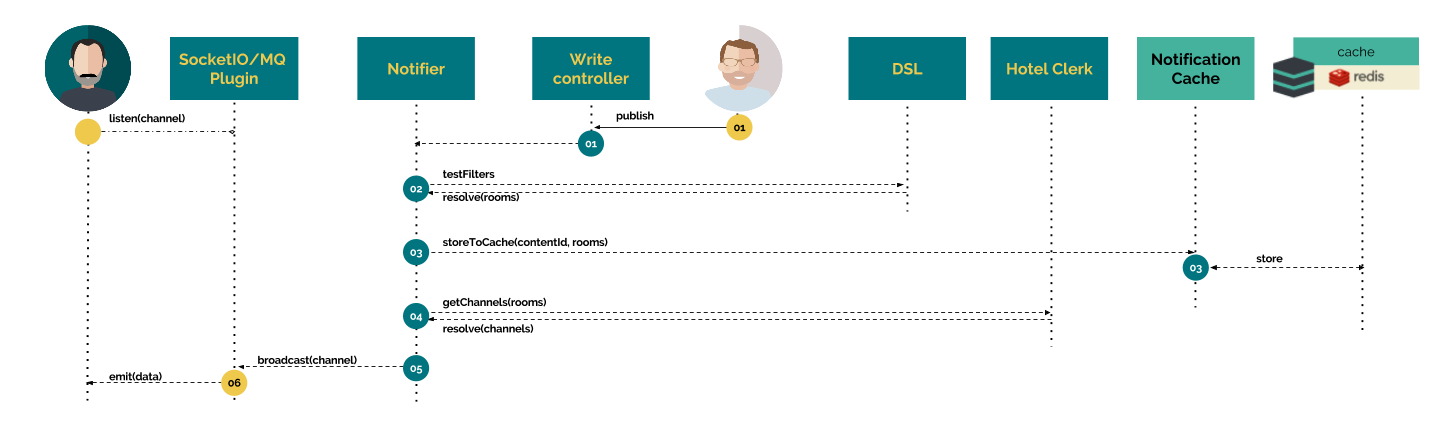 SocketIO/MQ
Plugin
Notifier
Write
controller
DSL
Hotel Clerk
Notification
Cache
cache
redis
listen(channel)
publish
01
01
testFilters
02
resolve(rooms)
storeToCache(contentId, rooms)
03
03
store
getChannels(rooms)
04
resolve(channels)
broadcast(channel)
05
emit(data)
06